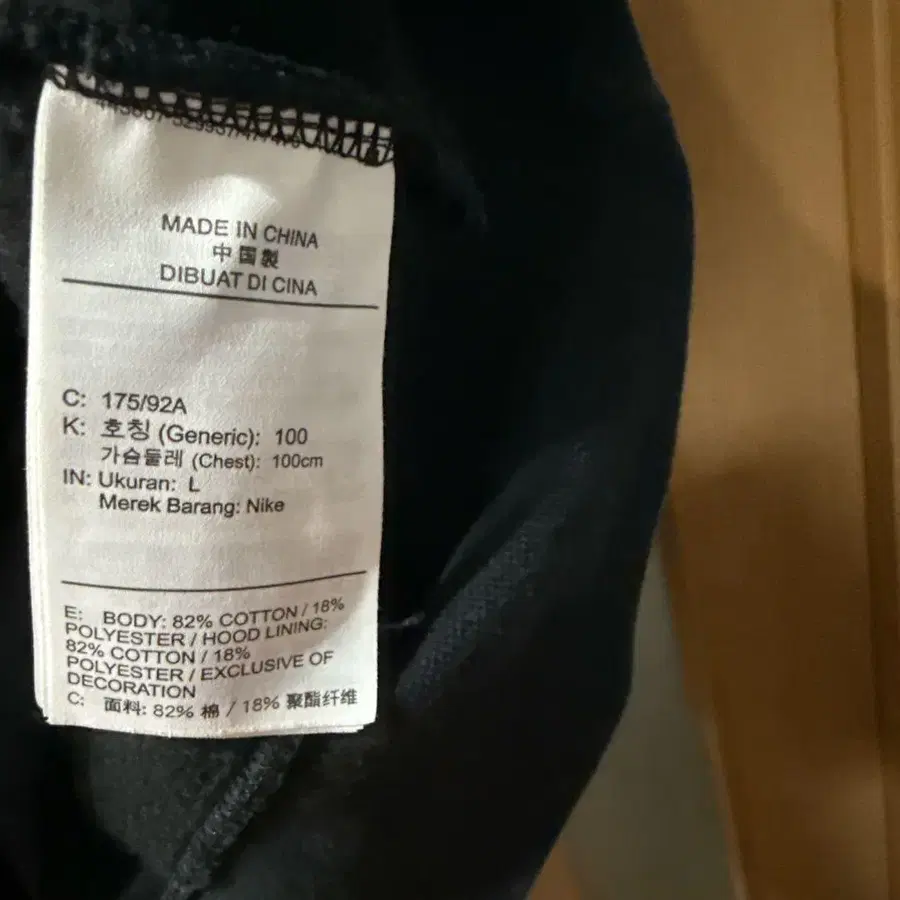 MADE IN CHINA
中国製
DIBUAT DI CINA
C: 175/92A
K: 호칭 (Generic): 100
가슴둘레 (Chest): 100cm
IN: Ukuran: L
Merek Barang: Nike
E: BODY: 82% COTTON / 18%
POLYESTER / HOOD LINING:
82% COTTON / 18%
POLYESTER / EXCLUSIVE OF
DECORATION
C: 面料: 82% 棉 / 18% 聚酯纤维